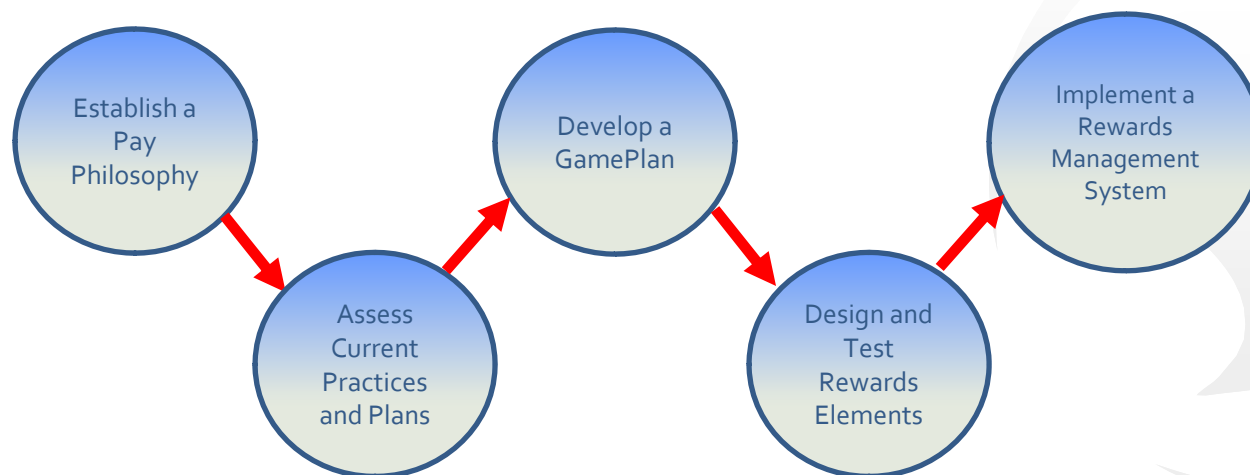 Establish a
Pay
Philosophy
Assess
Current
Practices
and Plans
Develop a
GamePlan
Design and
Test
Rewards
Elements
Implement a
Rewards
Management
System